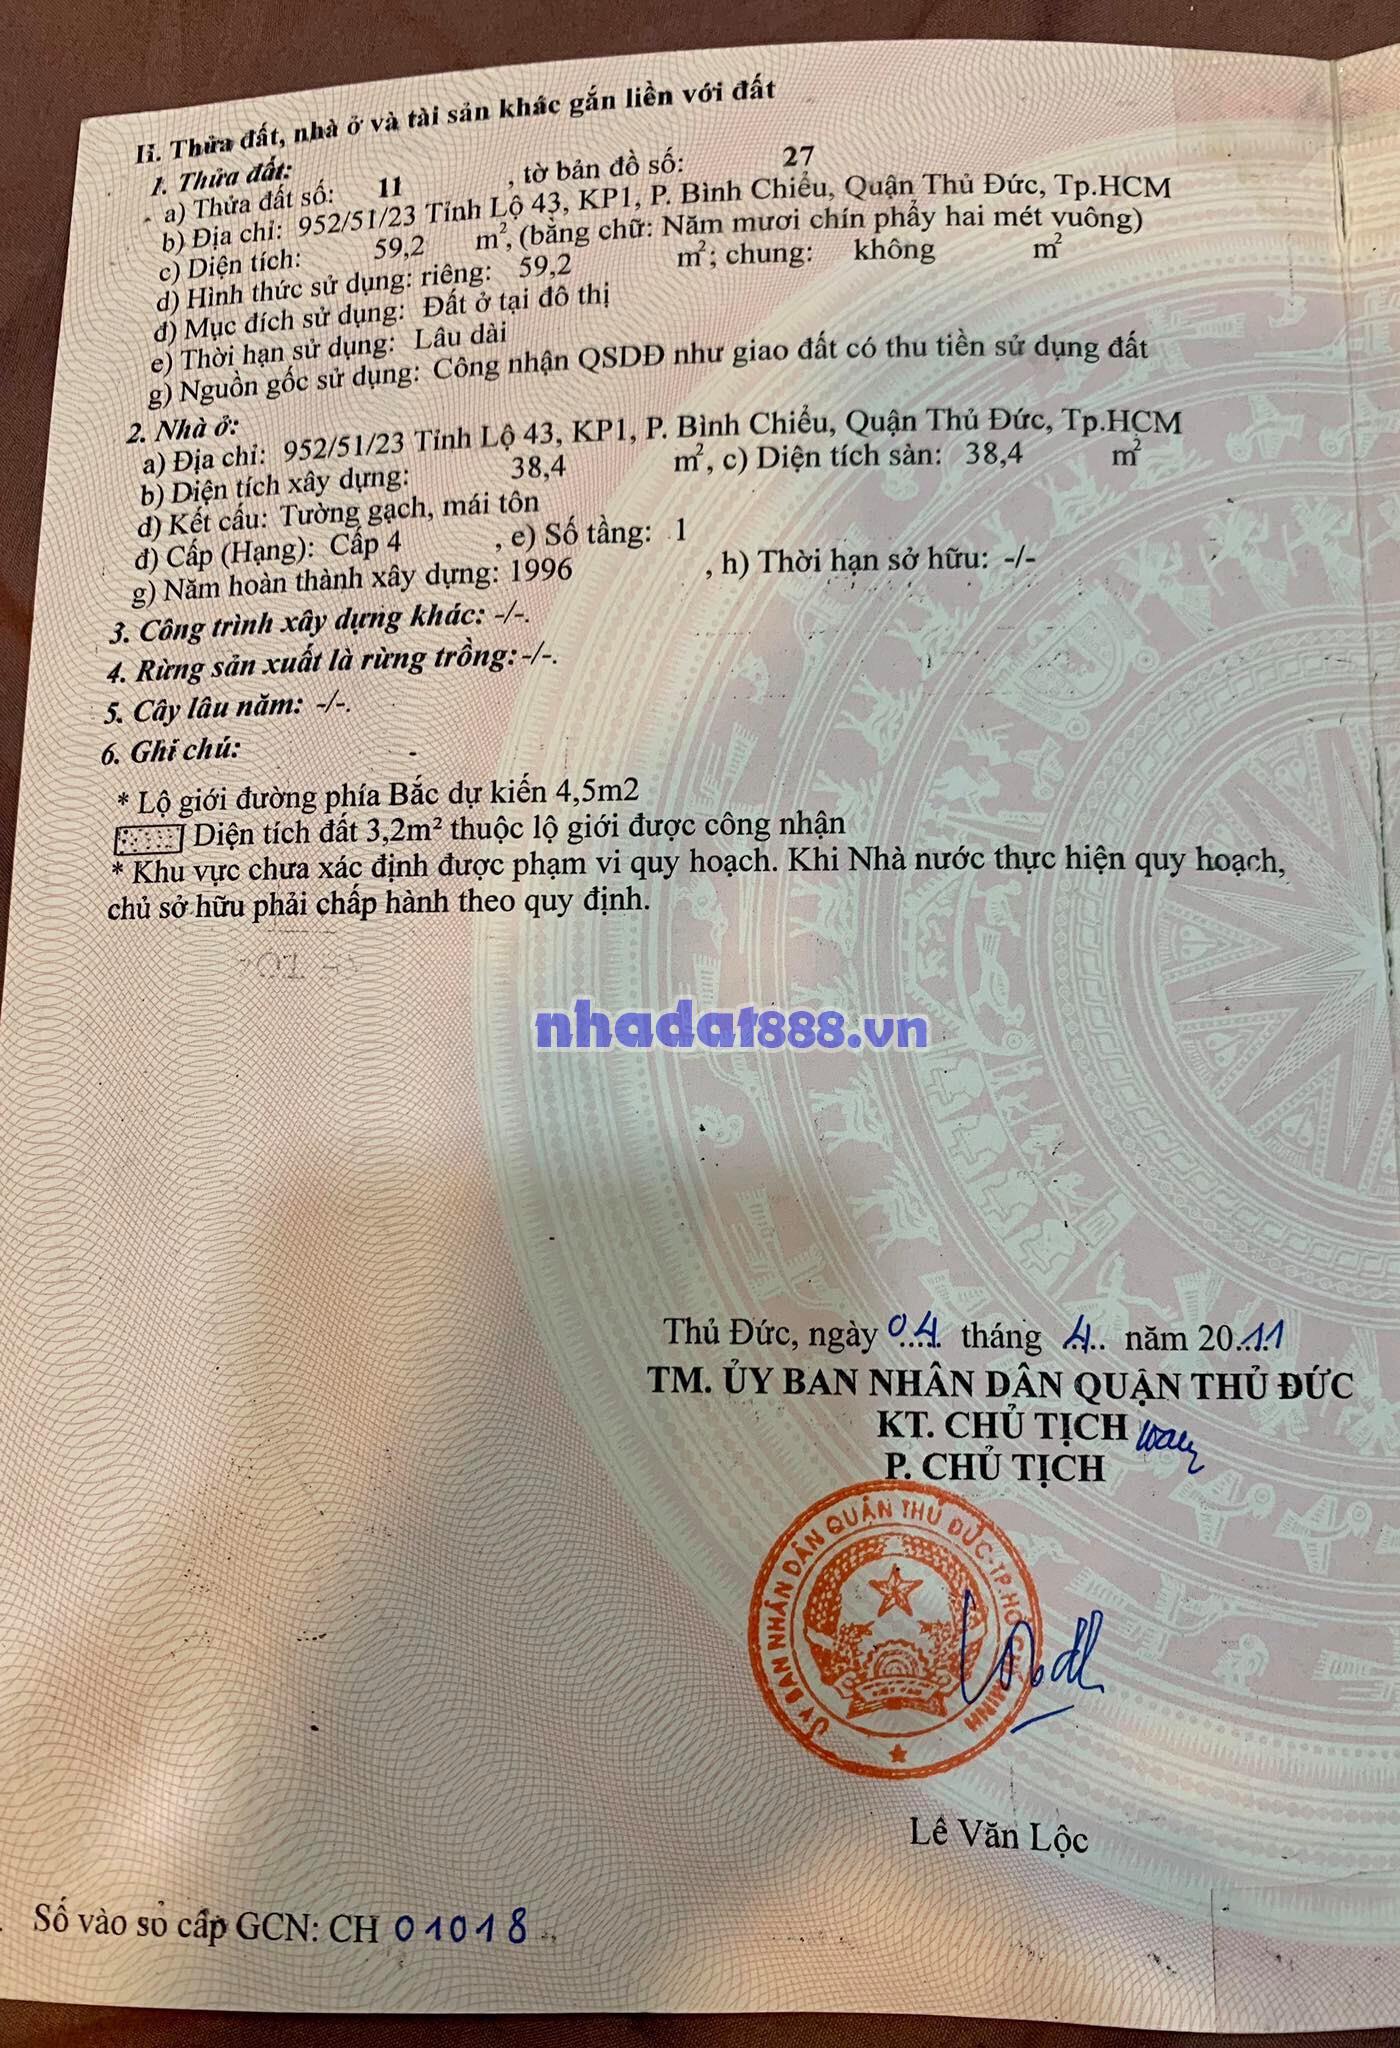 II. Thửa đất, nhà ở và tài sản khác gắn liền với đất
1. Thửa đất:
a) Thửa đất số: 11 , tờ bản đồ số: 27
b) Địa chỉ: 952/51/23 Tỉnh Lộ 43, KP1, P. Bình Chiểu, Quận Thủ Đức, Tp.HCM
c) Diện tích: 59,2 m², (bằng chữ: Năm mươi chín phẩy hai mét vuông)
d) Hình thức sử dụng: riêng: 59,2 m²; chung: không m²
đ) Mục đích sử dụng: Đất ở tại đô thị
e) Thời hạn sử dụng: Lâu dài
g) Nguồn gốc sử dụng: Công nhận QSDĐ như giao đất có thu tiền sử dụng đất
2. Nhà ở:
a) Địa chỉ: 952/51/23 Tỉnh Lộ 43, KP1, P. Bình Chiểu, Quận Thủ Đức, Tp.HCM
b) Diện tích xây dựng: 38,4 m², c) Diện tích sàn: 38,4 m²
d) Kết cấu: Tường gạch, mái tôn
đ) Cấp (Hạng): Cấp 4 , e) Số tầng: 1
g) Năm hoàn thành xây dựng: 1996 , h) Thời hạn sở hữu: -/-
3. Công trình xây dựng khác: -/-.
4. Rừng sản xuất là rừng trồng: -/-.
5. Cây lâu năm: -/-.
6. Ghi chú:
* Lộ giới đường phía Bắc dự kiến 4,5m2
Diện tích đất 3,2m² thuộc lộ giới được công nhận
* Khu vực chưa xác định được phạm vi quy hoạch. Khi Nhà nước thực hiện quy hoạch,
chủ sở hữu phải chấp hành theo quy định.
nhadat888.vn
Thủ Đức, ngày 04 tháng 4 năm 2011
TM. ỦY BAN NHÂN DÂN QUẬN THỦ ĐỨC
KT. CHỦ TỊCH
P. CHỦ TỊCH
ỦY BAN NHÂN DÂN QUẬN THỦ ĐỨC-TP.HỒ CHÍ MINH
Lê Văn Lộc
Số vào sổ cấp GCN: CH 01018